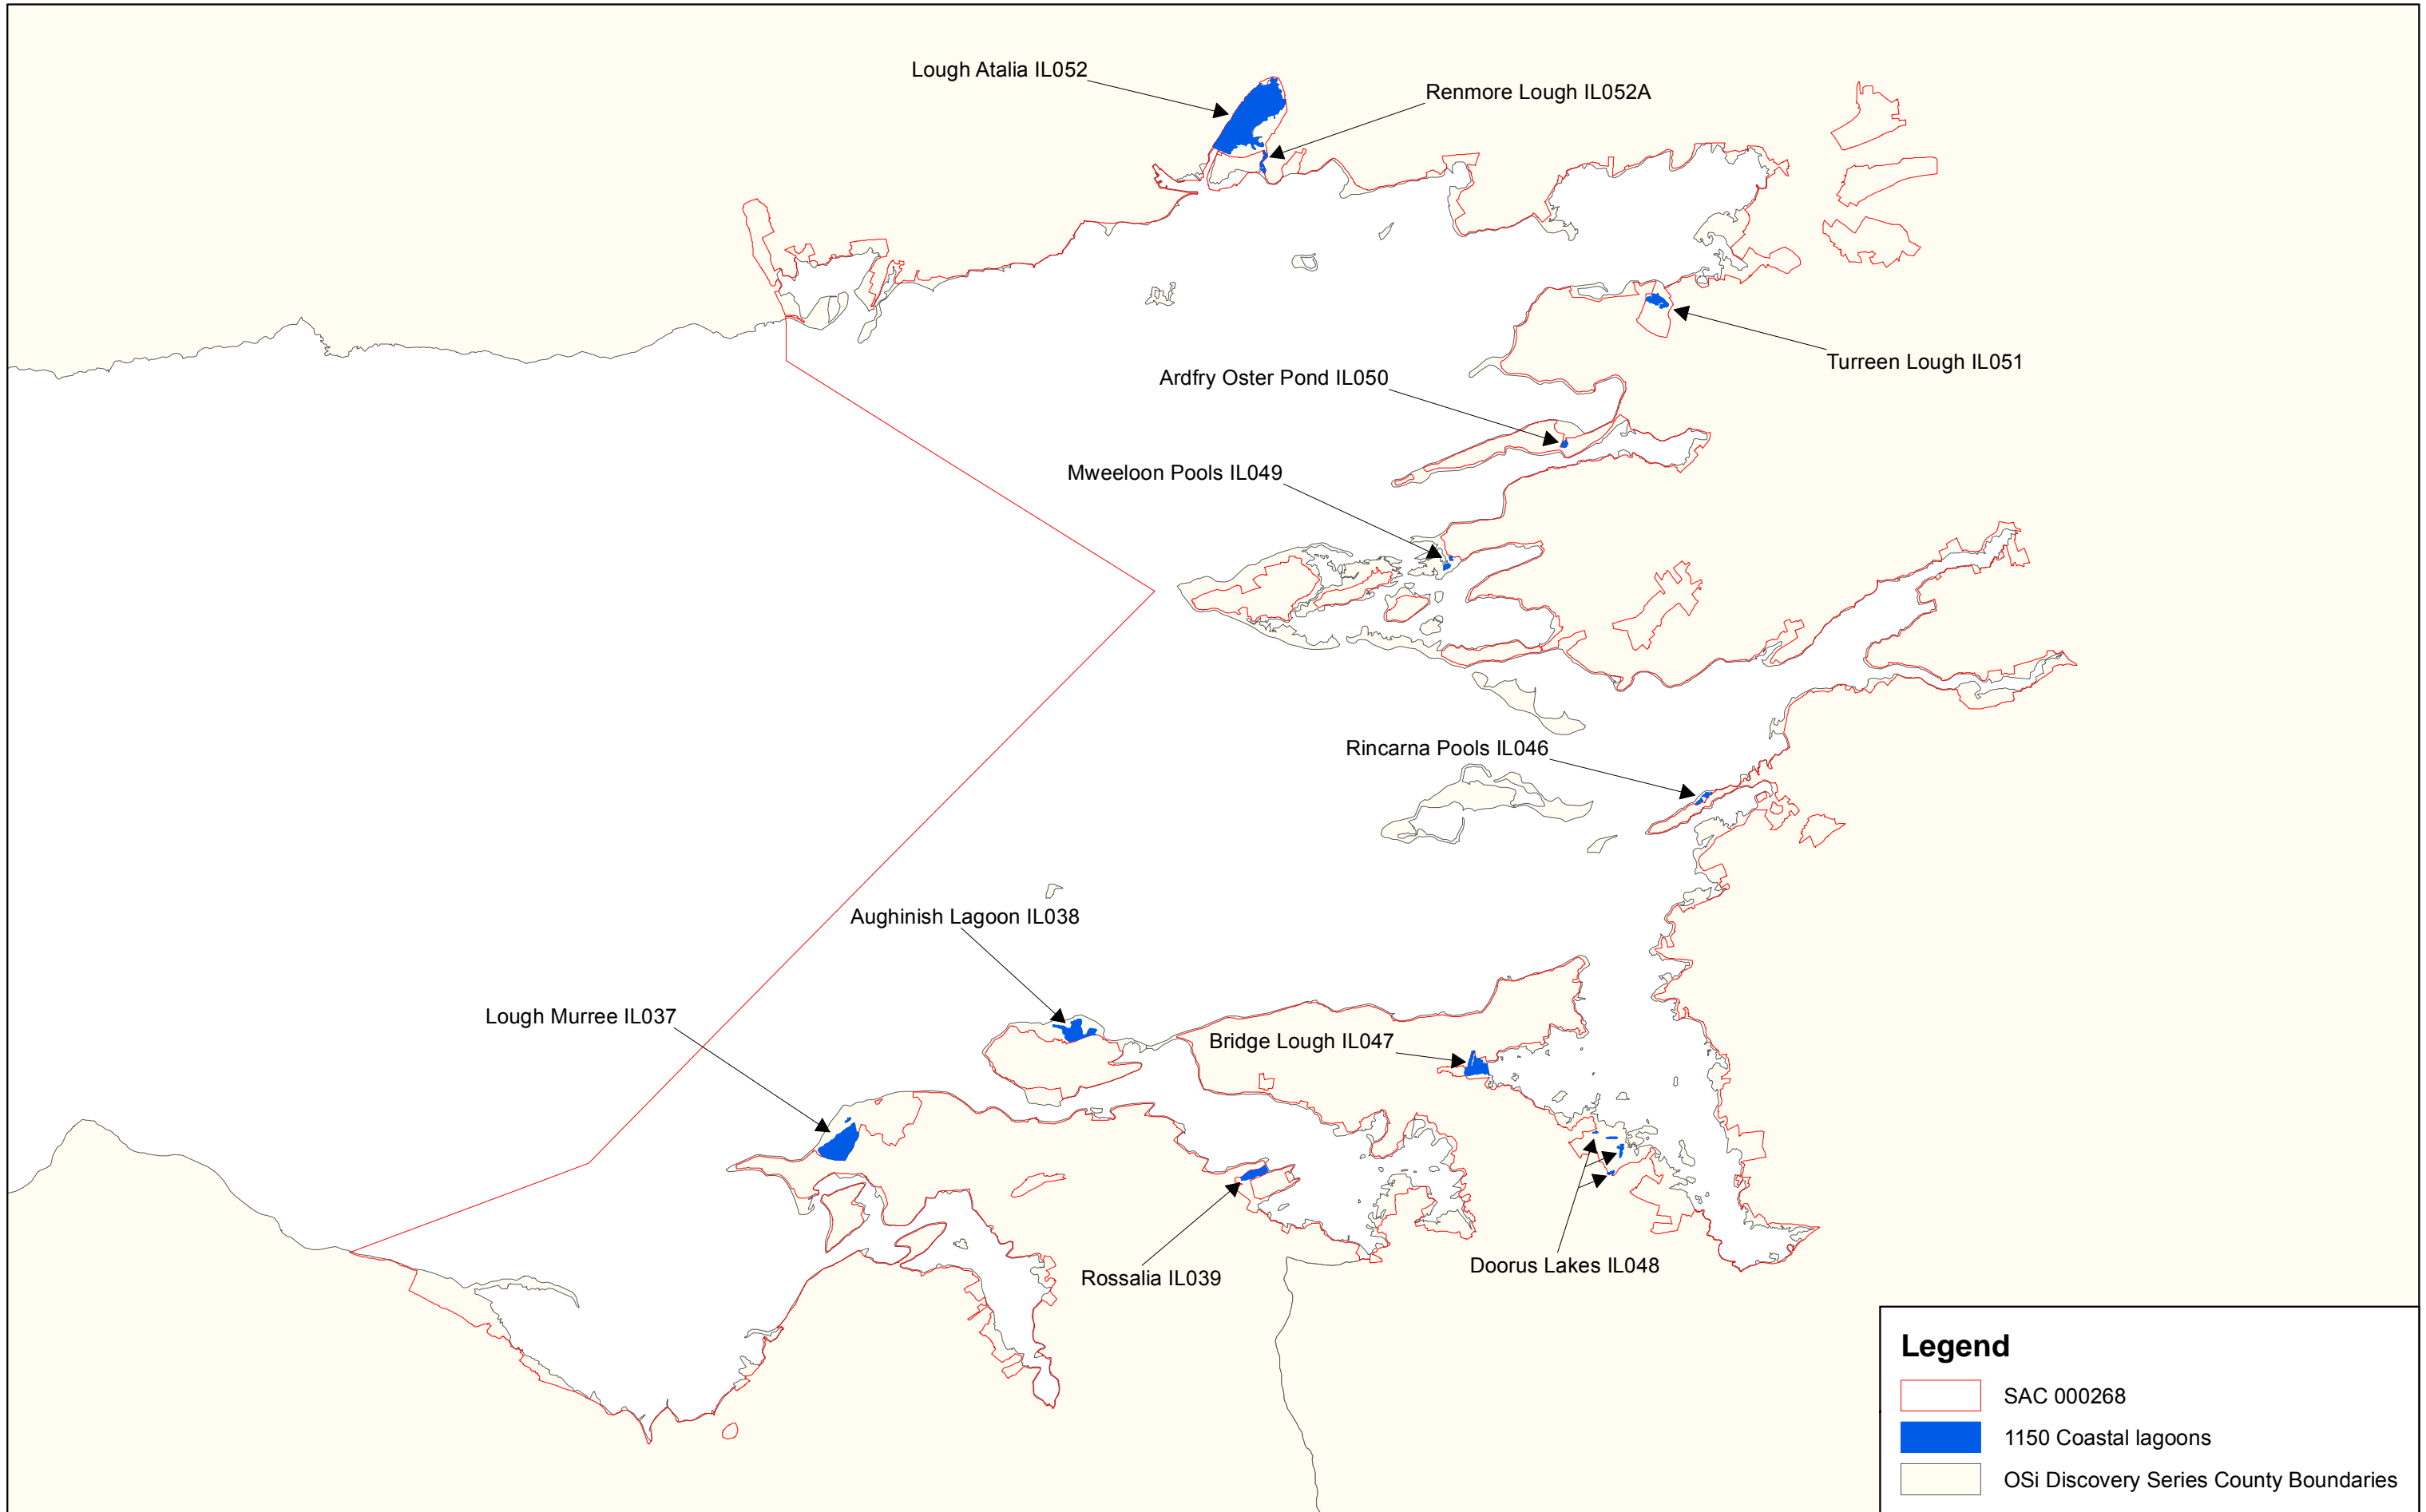 Lough Atalia IL052
Renmore Lough IL052A
Turreen Lough IL051
Ardfry Oster Pond IL050
Mweeloon Pools IL049
Rincarna Pools IL046
Aughinish Lagoon IL038
Lough Murree IL037
Bridge Lough IL047
Doorus Lakes IL048
Rossalia IL039
Legend
SAC 000268
1150 Coastal lagoons
OSi Discovery Series County Boundaries